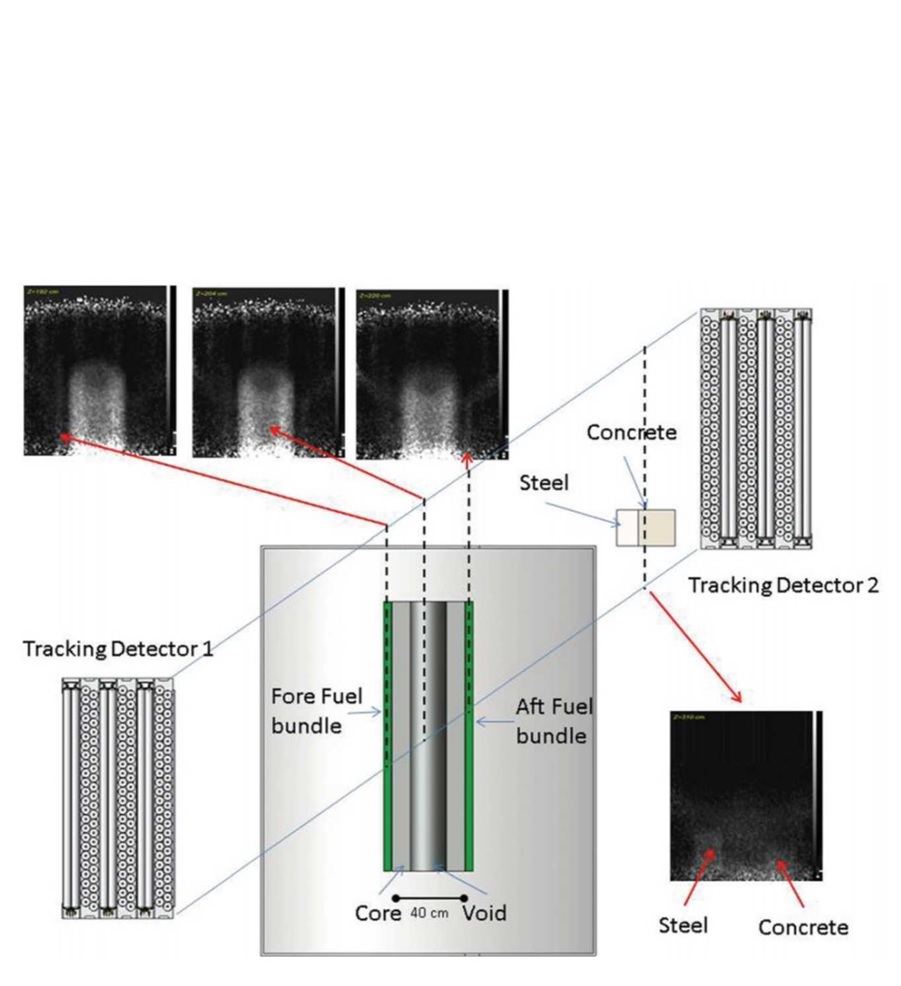 Z=192 cm
Z=204 cm
Z=220 cm
Concrete
Steel
Tracking Detector 2
Tracking Detector 1
Fore Fuel
bundle
Aft Fuel
bundle
Core
40 cm
Void
Z=310 cm
Steel
Concrete